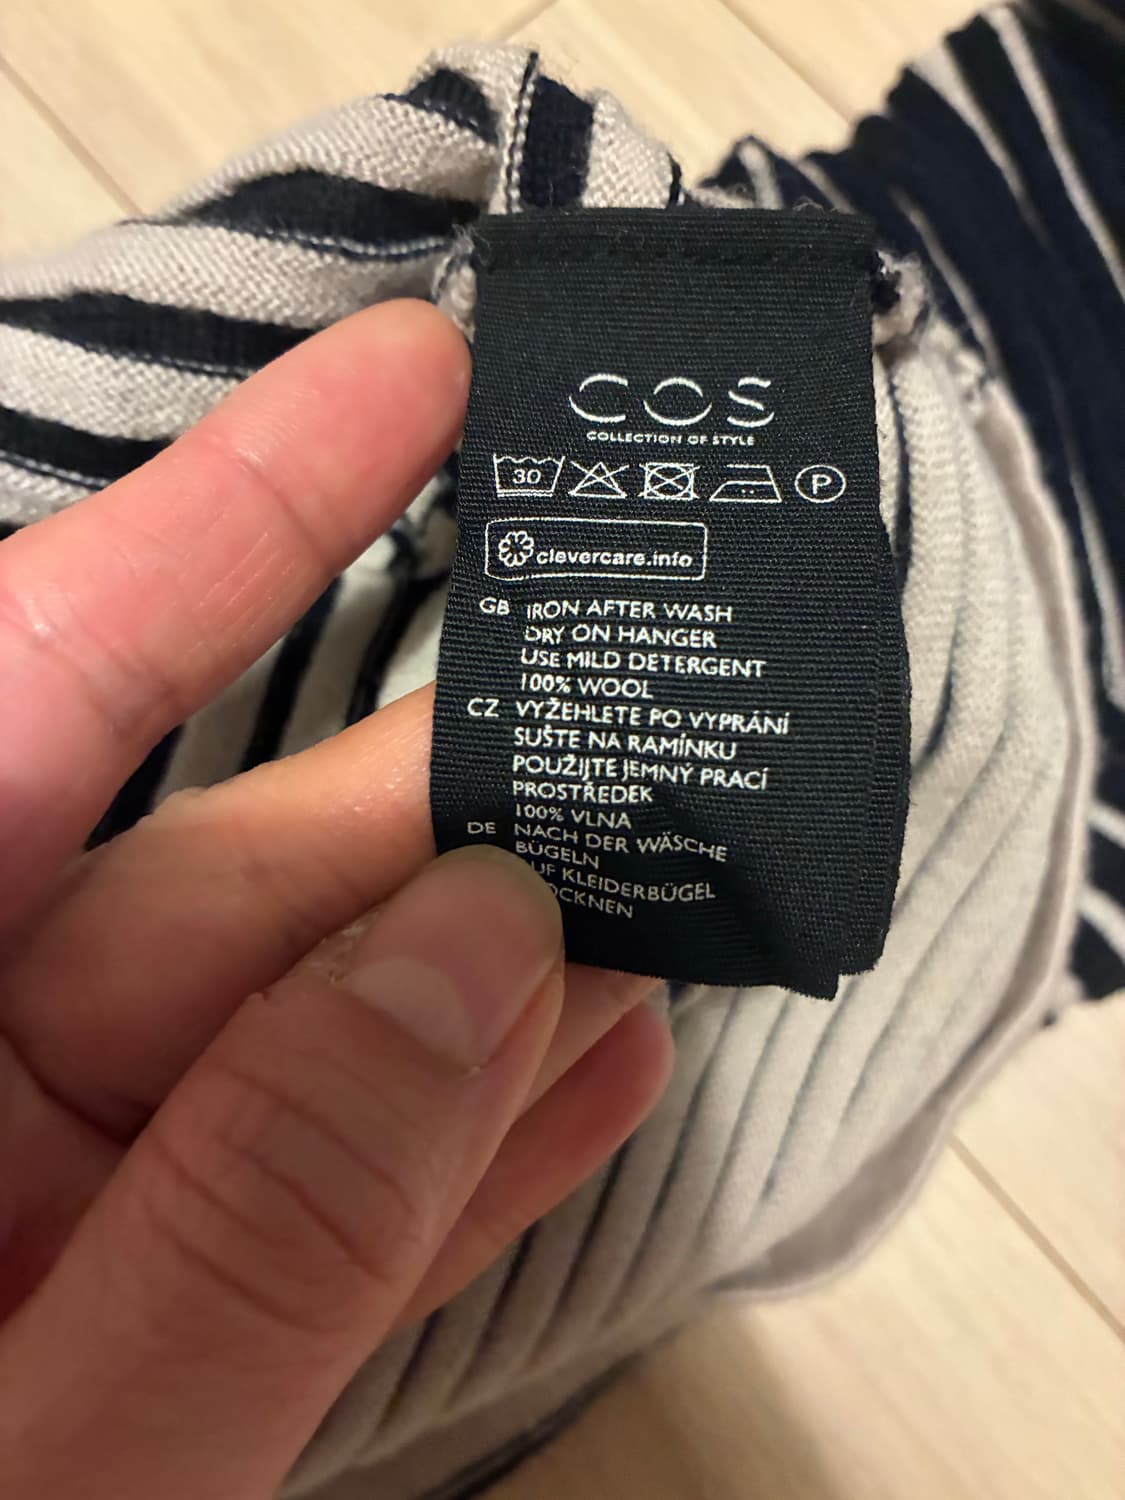 COS
COLLECTION OF STYLE
30 P
clevercare.info
GB IRON AFTER WASH
DRY ON HANGER
USE MILD DETERGENT
100% WOOL
CZ VYŽEHLETE PO VYPRÁNÍ
SUŠTE NA RAMÍNKU
POUŽIJTE JEMNÝ PRACÍ
PROSTŘEDEK
100% VLNA
DE NACH DER WÄSCHE
BÜGELN
KLEIDERBÜGEL